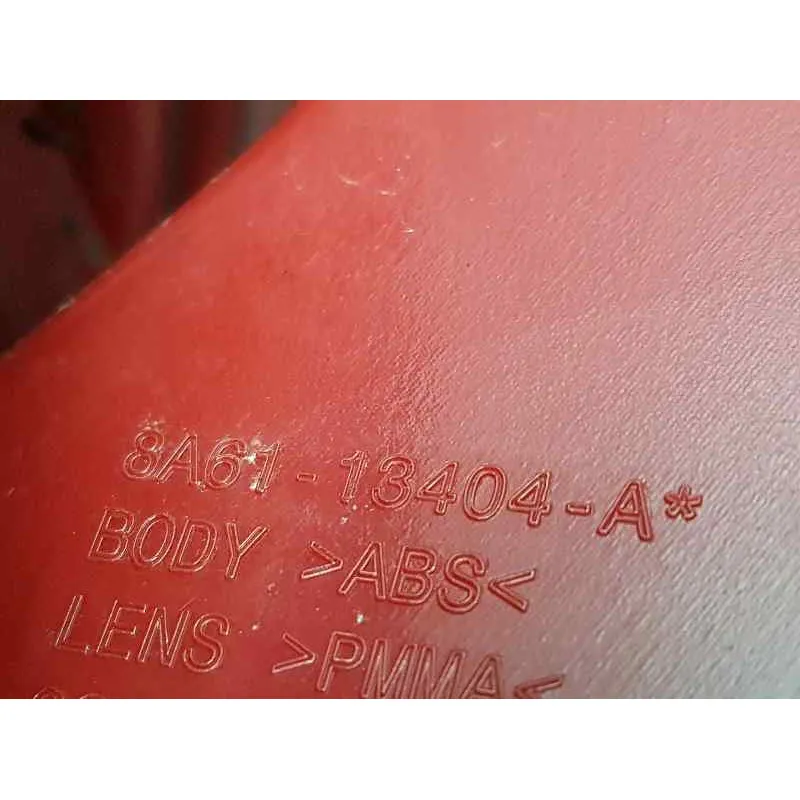 8A61-13404-A*
BODY >ABS<
LENS >PMMA<